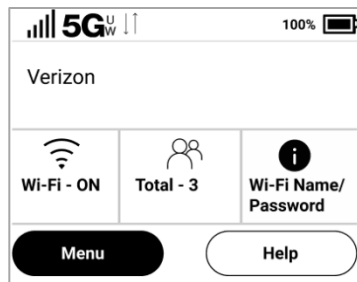 5G UW 100%
Verizon
Wi-Fi - ON
Total - 3
Wi-Fi Name/
Password
Menu
Help